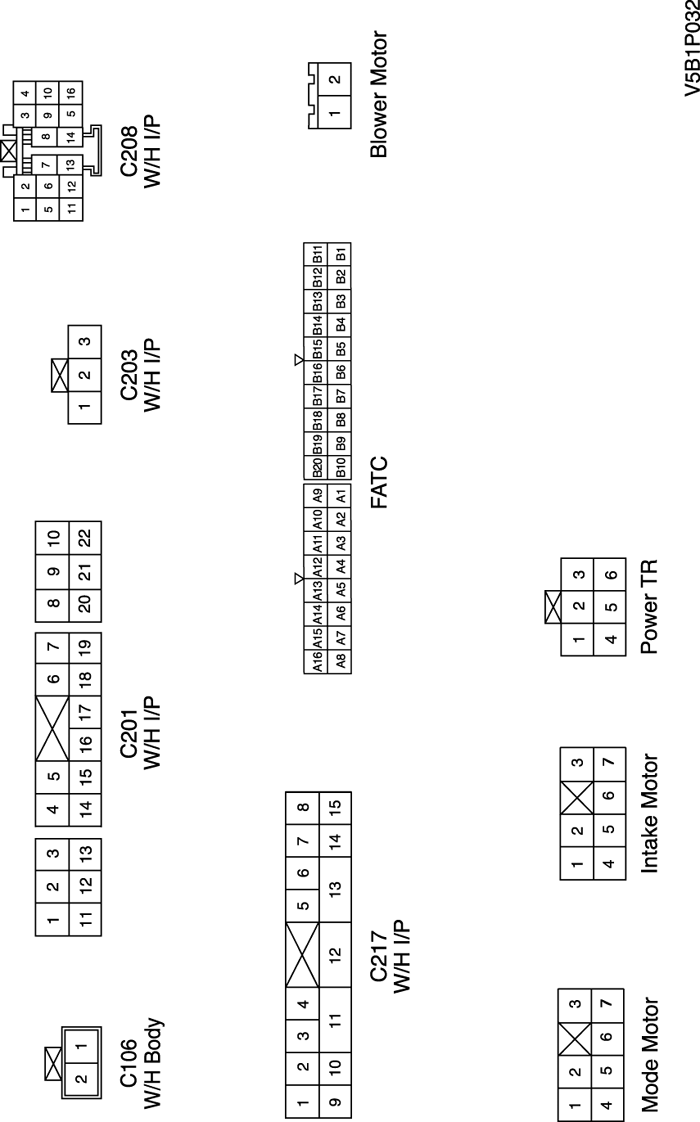 2 1
C106
W/H Body
1 2 3 4 5 6 7 8 9 10
11 12 13 14 15 16 17 18 19 20 21 22
C201
W/H I/P
1 2 3
C203
W/H I/P
1 2 3 4
5 6 7 8 9 10
11 12 13 14 5 16
C208
W/H I/P
1 2 3 4 5 6 7 8
9 10 11 12 13 14 15
C217
W/H I/P
A16 A15 A14 A13 A12 A11 A10 A9 B20 B19 B18 B17 B16 B15 B14 B13 B12 B11
A8 A7 A6 A5 A4 A3 A2 A1 B10 B9 B8 B7 B6 B5 B4 B3 B2 B1
FATC
1 2
Blower Motor
1 2 3
4 5 6 7
Mode Motor
1 2 3
4 5 6 7
Intake Motor
1 2 3
4 5 6
Power TR
V5B1P032